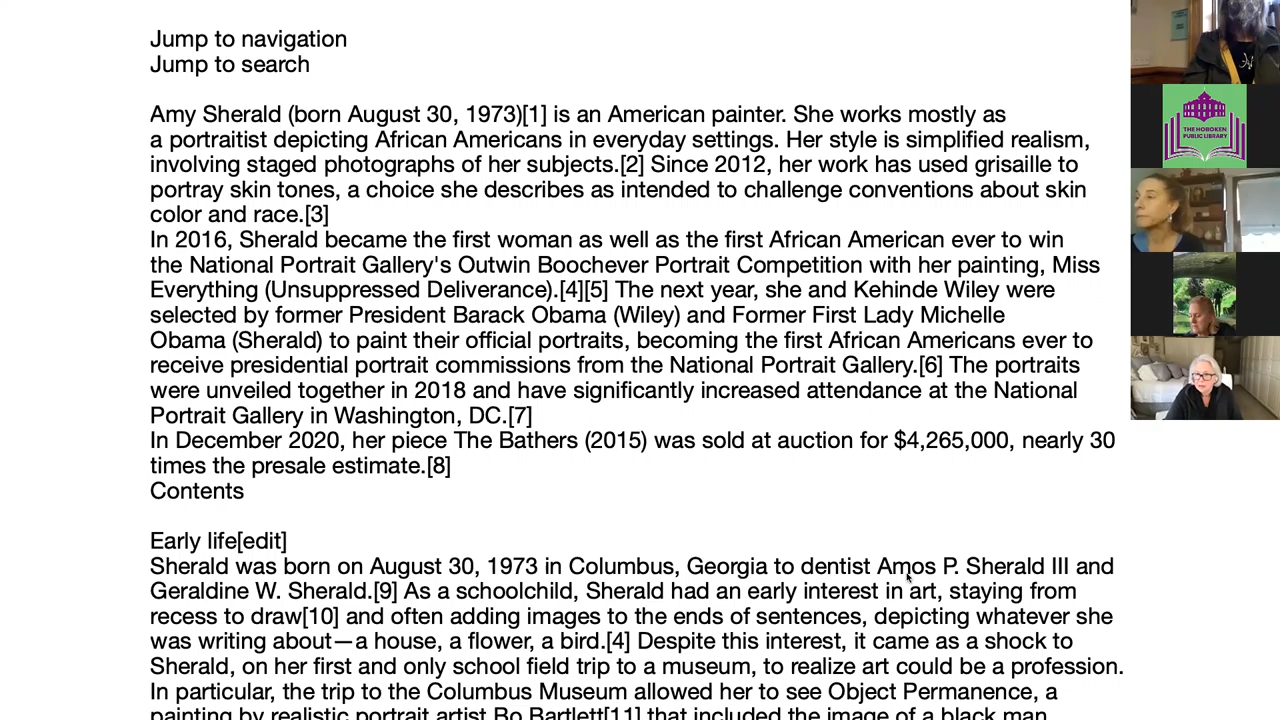 Jump to navigation
Jump to search
Amy Sherald (born August 30, 1973)[1] is an American painter. She works mostly as
a portraitist depicting African Americans in everyday settings. Her style is simplified realism,
involving staged photographs of her subjects.[2] Since 2012, her work has used grisaille to
portray skin tones, a choice she describes as intended to challenge conventions about skin
color and race.[3]
In 2016, Sherald became the first woman as well as the first African American ever to win
the National Portrait Gallery's Outwin Boochever Portrait Competition with her painting, Miss
Everything (Unsuppressed Deliverance).[4][5] The next year, she and Kehinde Wiley were
selected by former President Barack Obama (Wiley) and Former First Lady Michelle
Obama (Sherald) to paint their official portraits, becoming the first African Americans ever to
receive presidential portrait commissions from the National Portrait Gallery.[6] The portraits
were unveiled together in 2018 and have significantly increased attendance at the National
Portrait Gallery in Washington, DC.[7]
In December 2020, her piece The Bathers (2015) was sold at auction for $4,265,000, nearly 30
times the presale estimate.[8]
Contents
Early life[edit]
Sherald was born on August 30, 1973 in Columbus, Georgia to dentist Amos P. Sherald III and
Geraldine W. Sherald.[9] As a schoolchild, Sherald had an early interest in art, staying from
recess to draw[10] and often adding images to the ends of sentences, depicting whatever she
was writing about—a house, a flower, a bird.[4] Despite this interest, it came as a shock to
Sherald, on her first and only school field trip to a museum, to realize art could be a profession.
In particular, the trip to the Columbus Museum allowed her to see Object Permanence, a
painting by realistic portrait artist Bo Bartlett[11] that included the image of a black man
THE HOBOKEN
PUBLIC LIBRARY